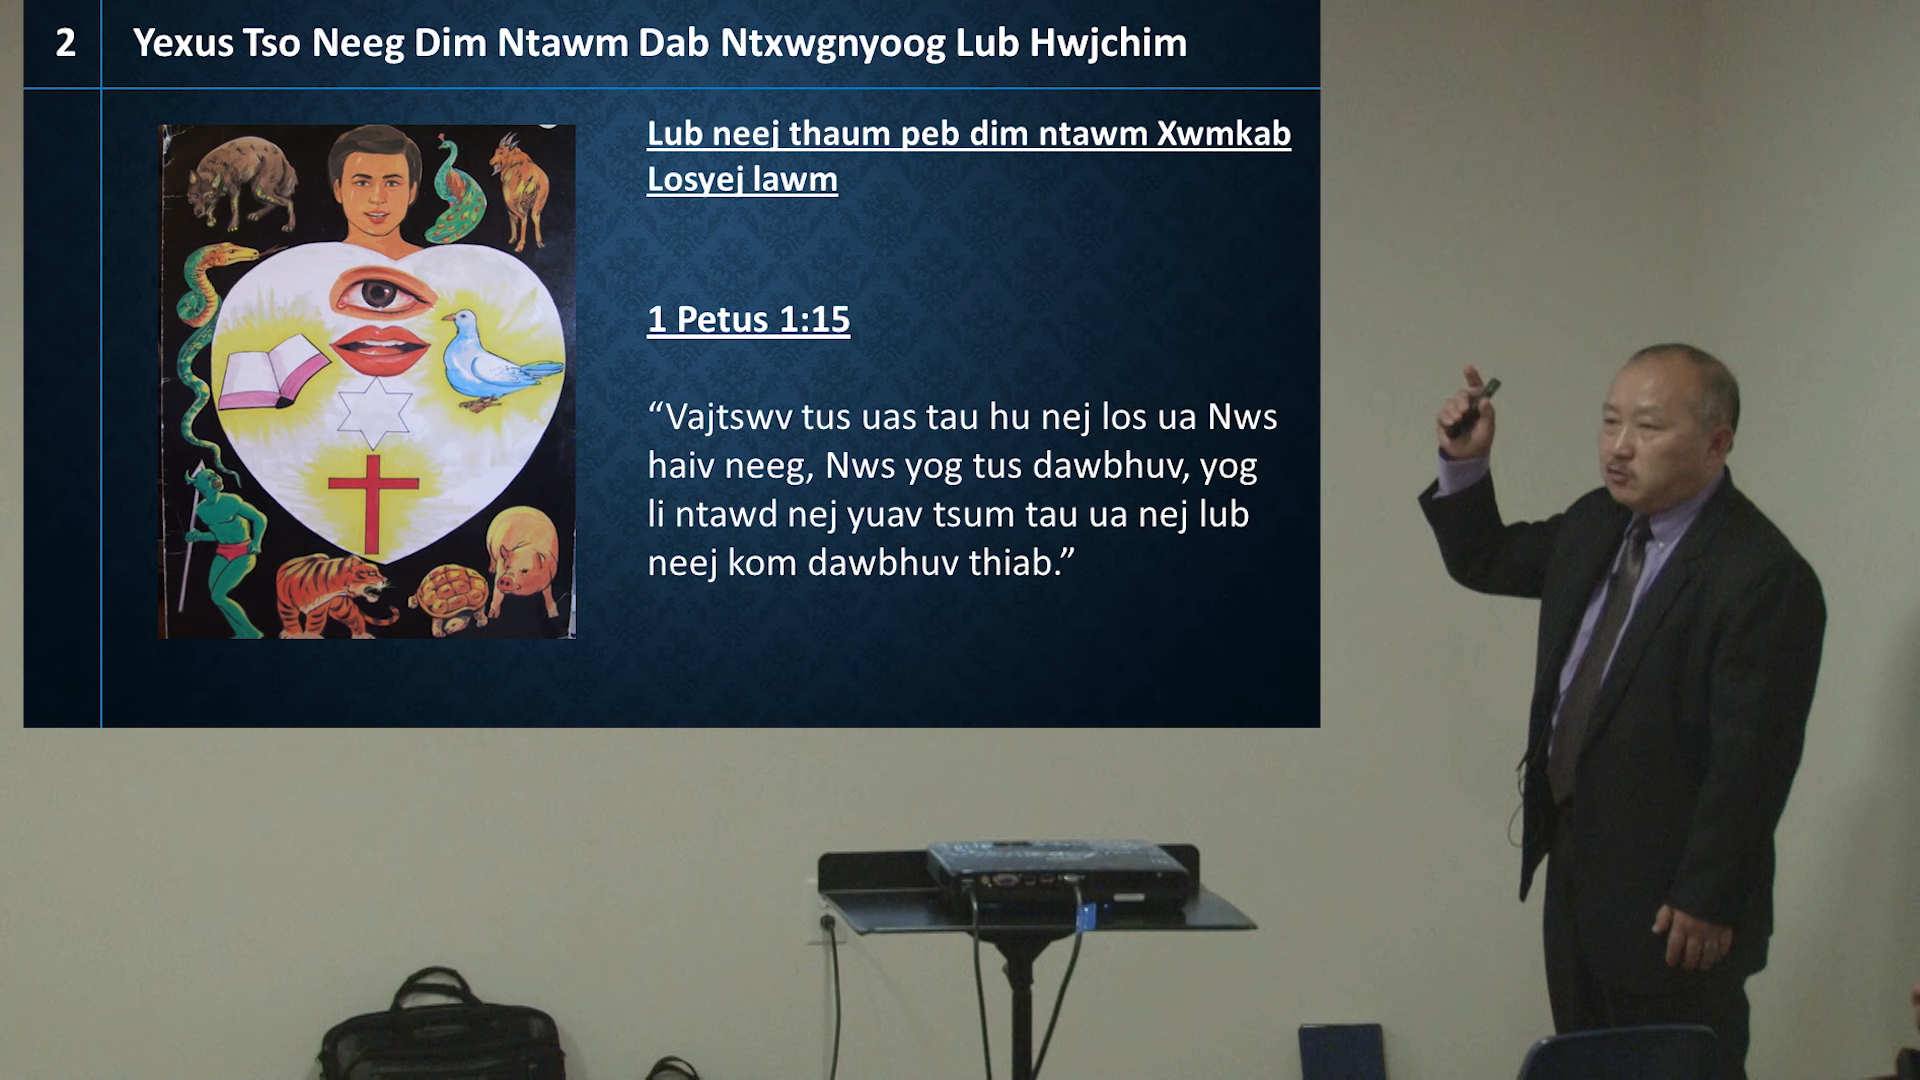 2
Yexus Tso Neeg Dim Ntawm Dab Ntxwgnyoog Lub Hwjchim
Lub neej thaum peb dim ntawm Xwmkab
Losyej lawm
1 Petus 1:15
“Vajtswv tus uas tau hu nej los ua Nws
haiv neeg, Nws yog tus dawbhuv, yog
li ntawd nej yuav tsum tau ua nej lub
neej kom dawbhuv thiab.”